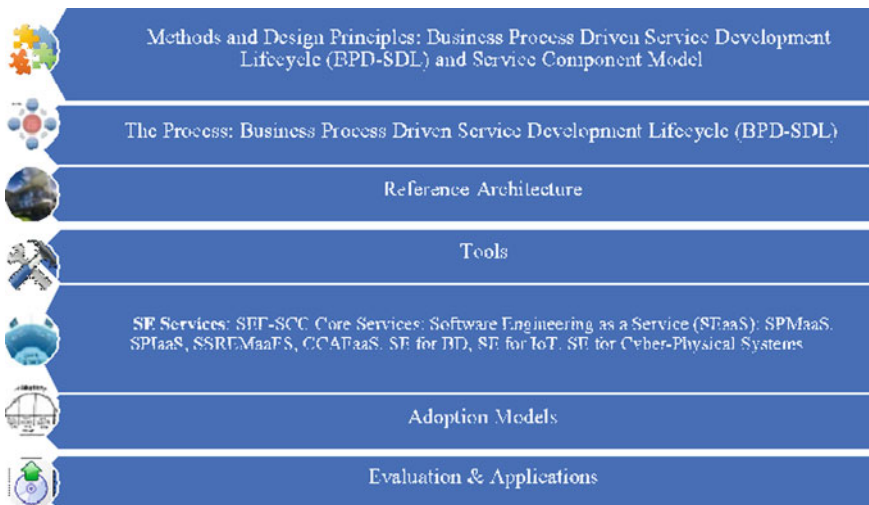 Methods and Design Principles: Business Process Driven Service Development
Lifecycle (BPD-SDL) and Service Component Model
The Process: Business Process Driven Service Development Lifecycle (BPD-SDL)
Reference Architecture
Tools
SE Services: SEF-SCC Core Services: Software Engineering as a Service (SEaaS): SPMaaS,
SPIaaS, SSREMaaFS, CCAFaaS. SE for BD, SE for IoT. SE for Cyber-Physical Systems
Adoption Models
Evaluation & Applications